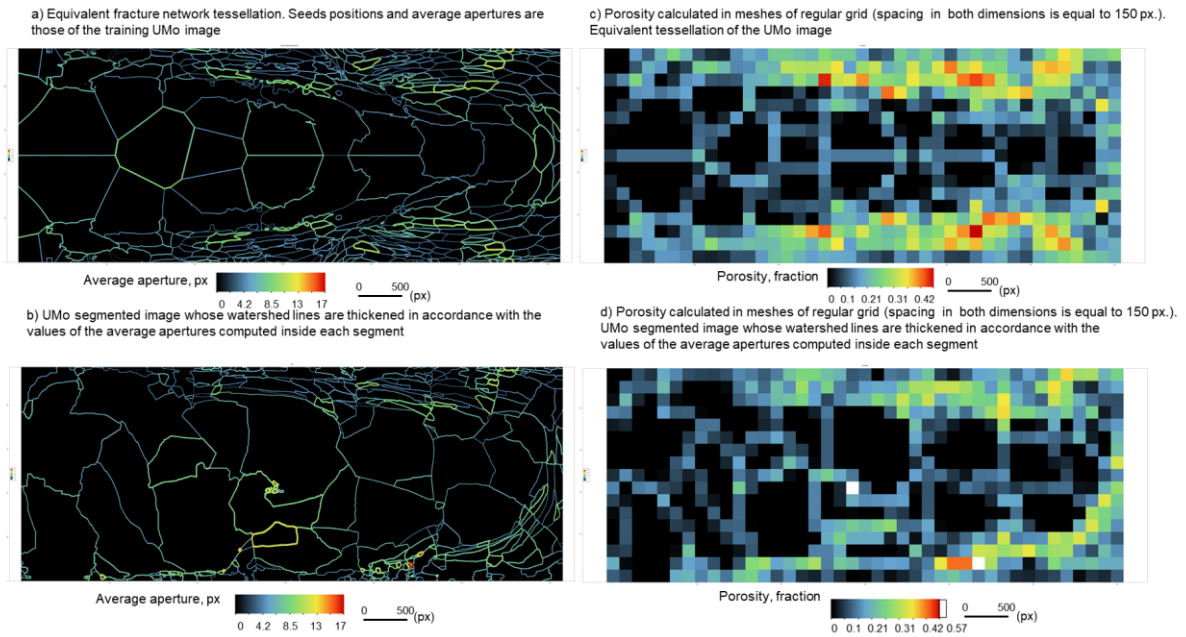 a) Equivalent fracture network tessellation. Seeds positions and average apertures are
those of the training UMo image
Average aperture, px
0 4.2 8.5 13 17
0 500
(px)
b) UMo segmented image whose watershed lines are thickened in accordance with the
values of the average apertures computed inside each segment
Average aperture, px
0 4.2 8.5 13 17
0 500
(px)
c) Porosity calculated in meshes of regular grid (spacing in both dimensions is equal to 150 px.).
Equivalent tessellation of the UMo image
Porosity, fraction
0 0.1 0.21 0.31 0.42
0 500
(px)
d) Porosity calculated in meshes of regular grid (spacing in both dimensions is equal to 150 px.).
UMo segmented image whose watershed lines are thickened in accordance with the
values of the average apertures computed inside each segment
Porosity, fraction
0 0.1 0.21 0.31 0.42 0.57
0 500
(px)